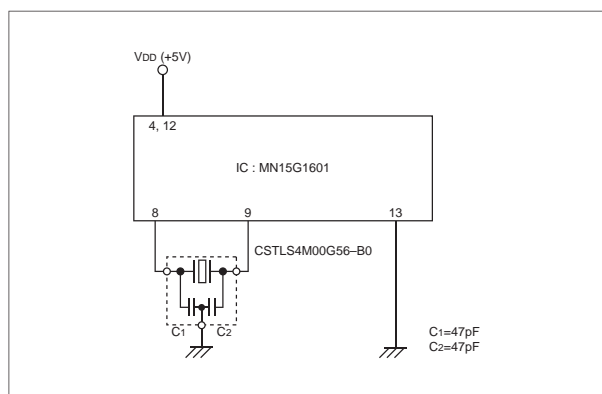 VDD (+5V)
4, 12
IC : MN15G1601
8 9 13
CSTLS4M00G56–B0
C1 C2
C1=47pF
C2=47pF